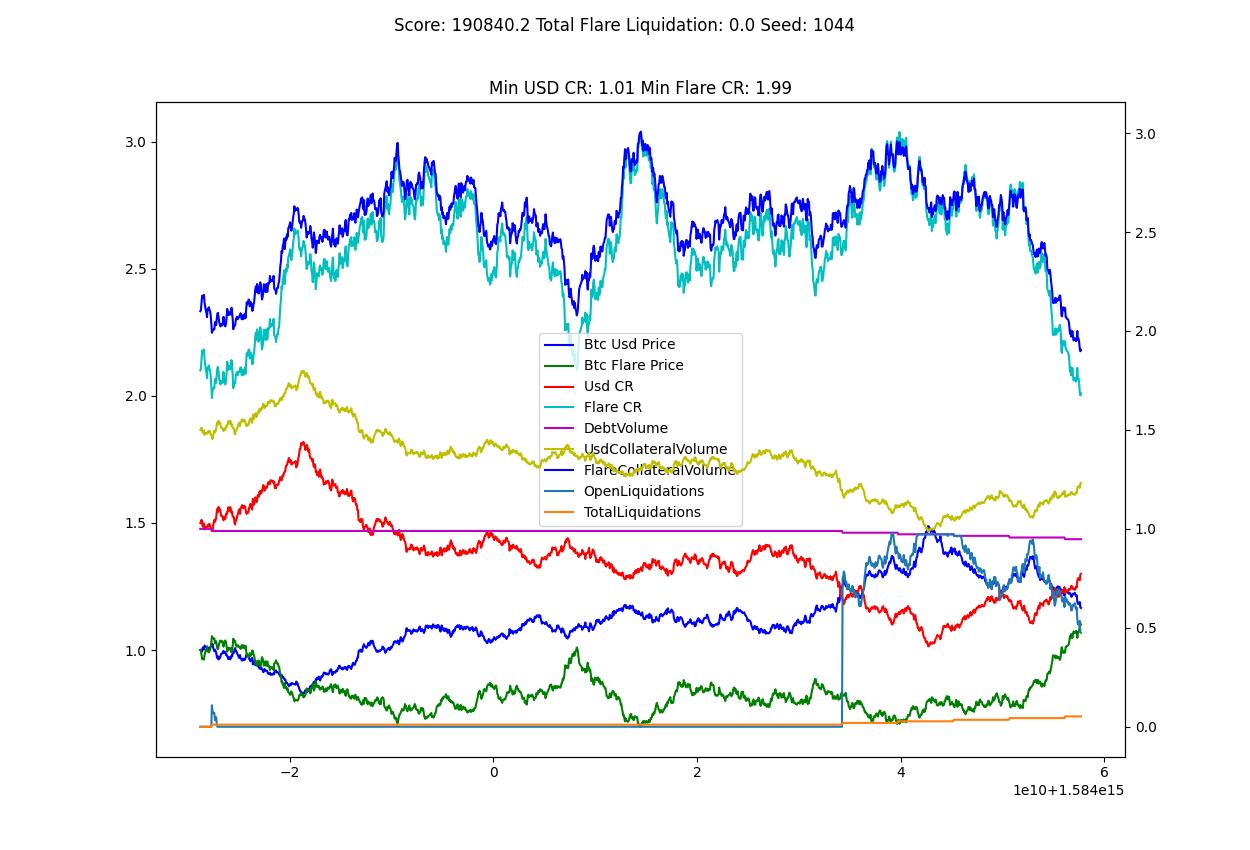 Score: 190840.2 Total Flare Liquidation: 0.0 Seed: 1044
Min USD CR: 1.01 Min Flare CR: 1.99
3.0
2.5
2.0
1.5
1.0
3.0
2.5
2.0
1.5
1.0
0.5
0.0
Btc Usd Price
Btc Flare Price
Usd CR
Flare CR
DebtVolume
UsdCollateralVolume
FlareCollateralVolume
OpenLiquidations
TotalLiquidations
−2
0
2
4
6
1e10+1.584e15